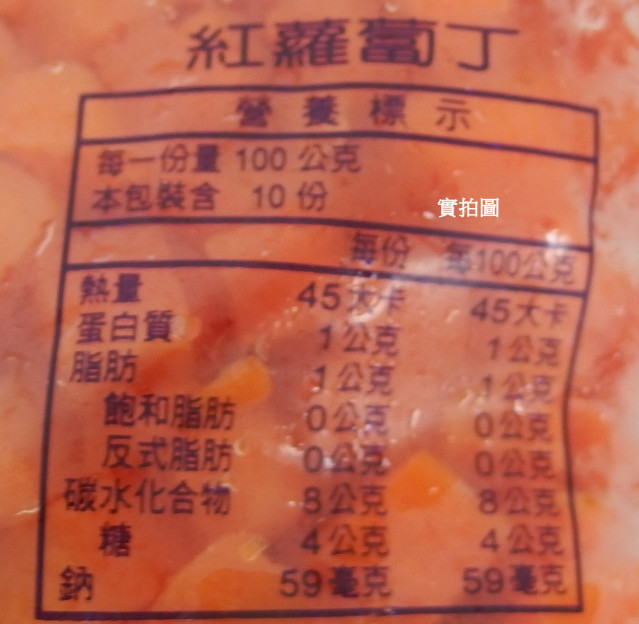 紅蘿蔔丁
營養標示
每一份量 100 公克
本包裝含 10 份
實拍圖
每份 每100公克
熱量 45大卡 45大卡
蛋白質 1公克 1公克
脂肪 1公克 1公克
飽和脂肪 0公克 0公克
反式脂肪 0公克 0公克
碳水化合物 8公克 8公克
糖 4公克 4公克
鈉 59毫克 59毫克